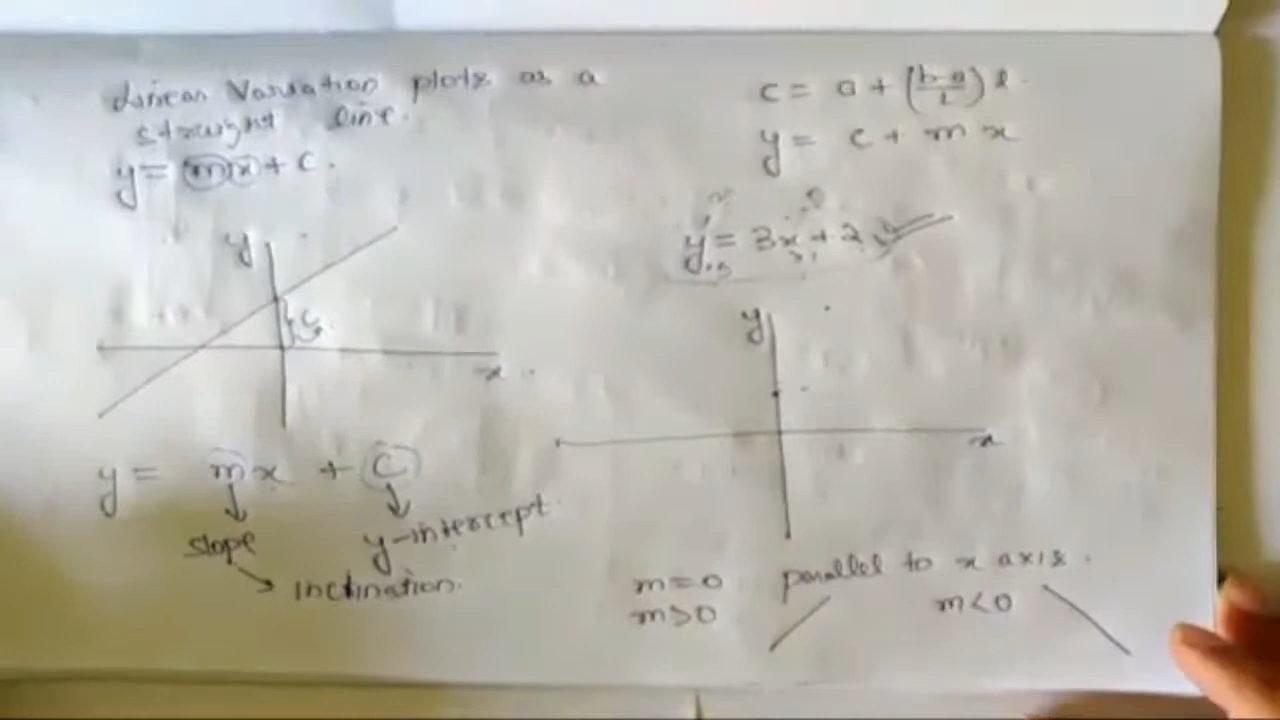 Linear Variation plots as a
straight line.
y = mx + c.
y
c
x
y = mx + c
slope
y-intercept
inclination.
c = a + (b-a/L) l
y = c + mx
y = 3x + 2
y
x
m=0 parallel to x axis.
m>0
m<0